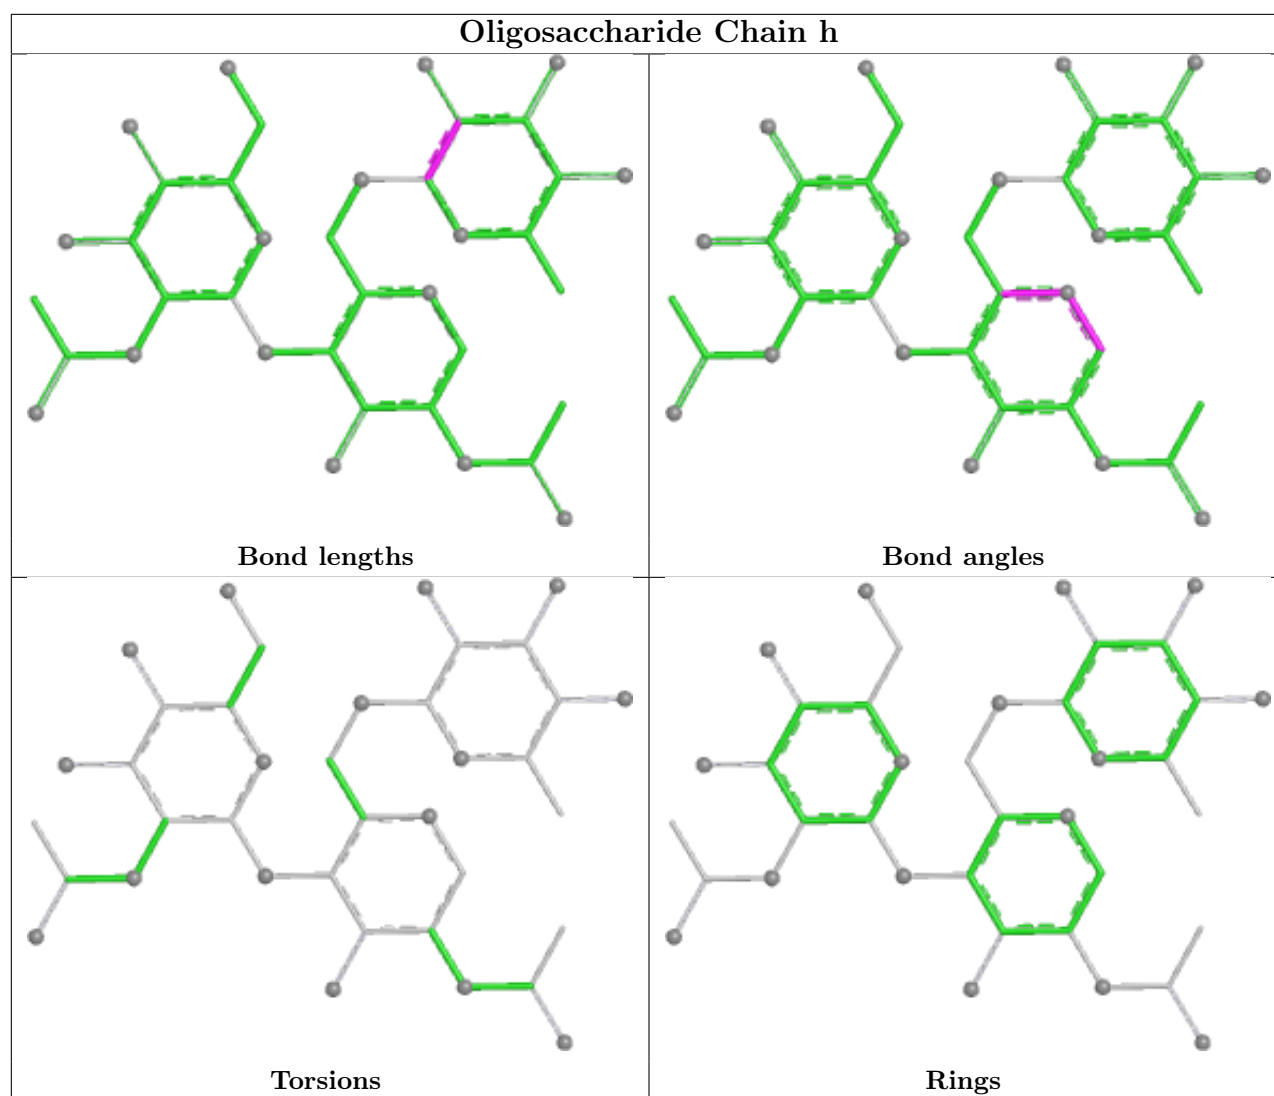 Oligosaccharide Chain h
Bond lengths
Bond angles
Torsions
Rings